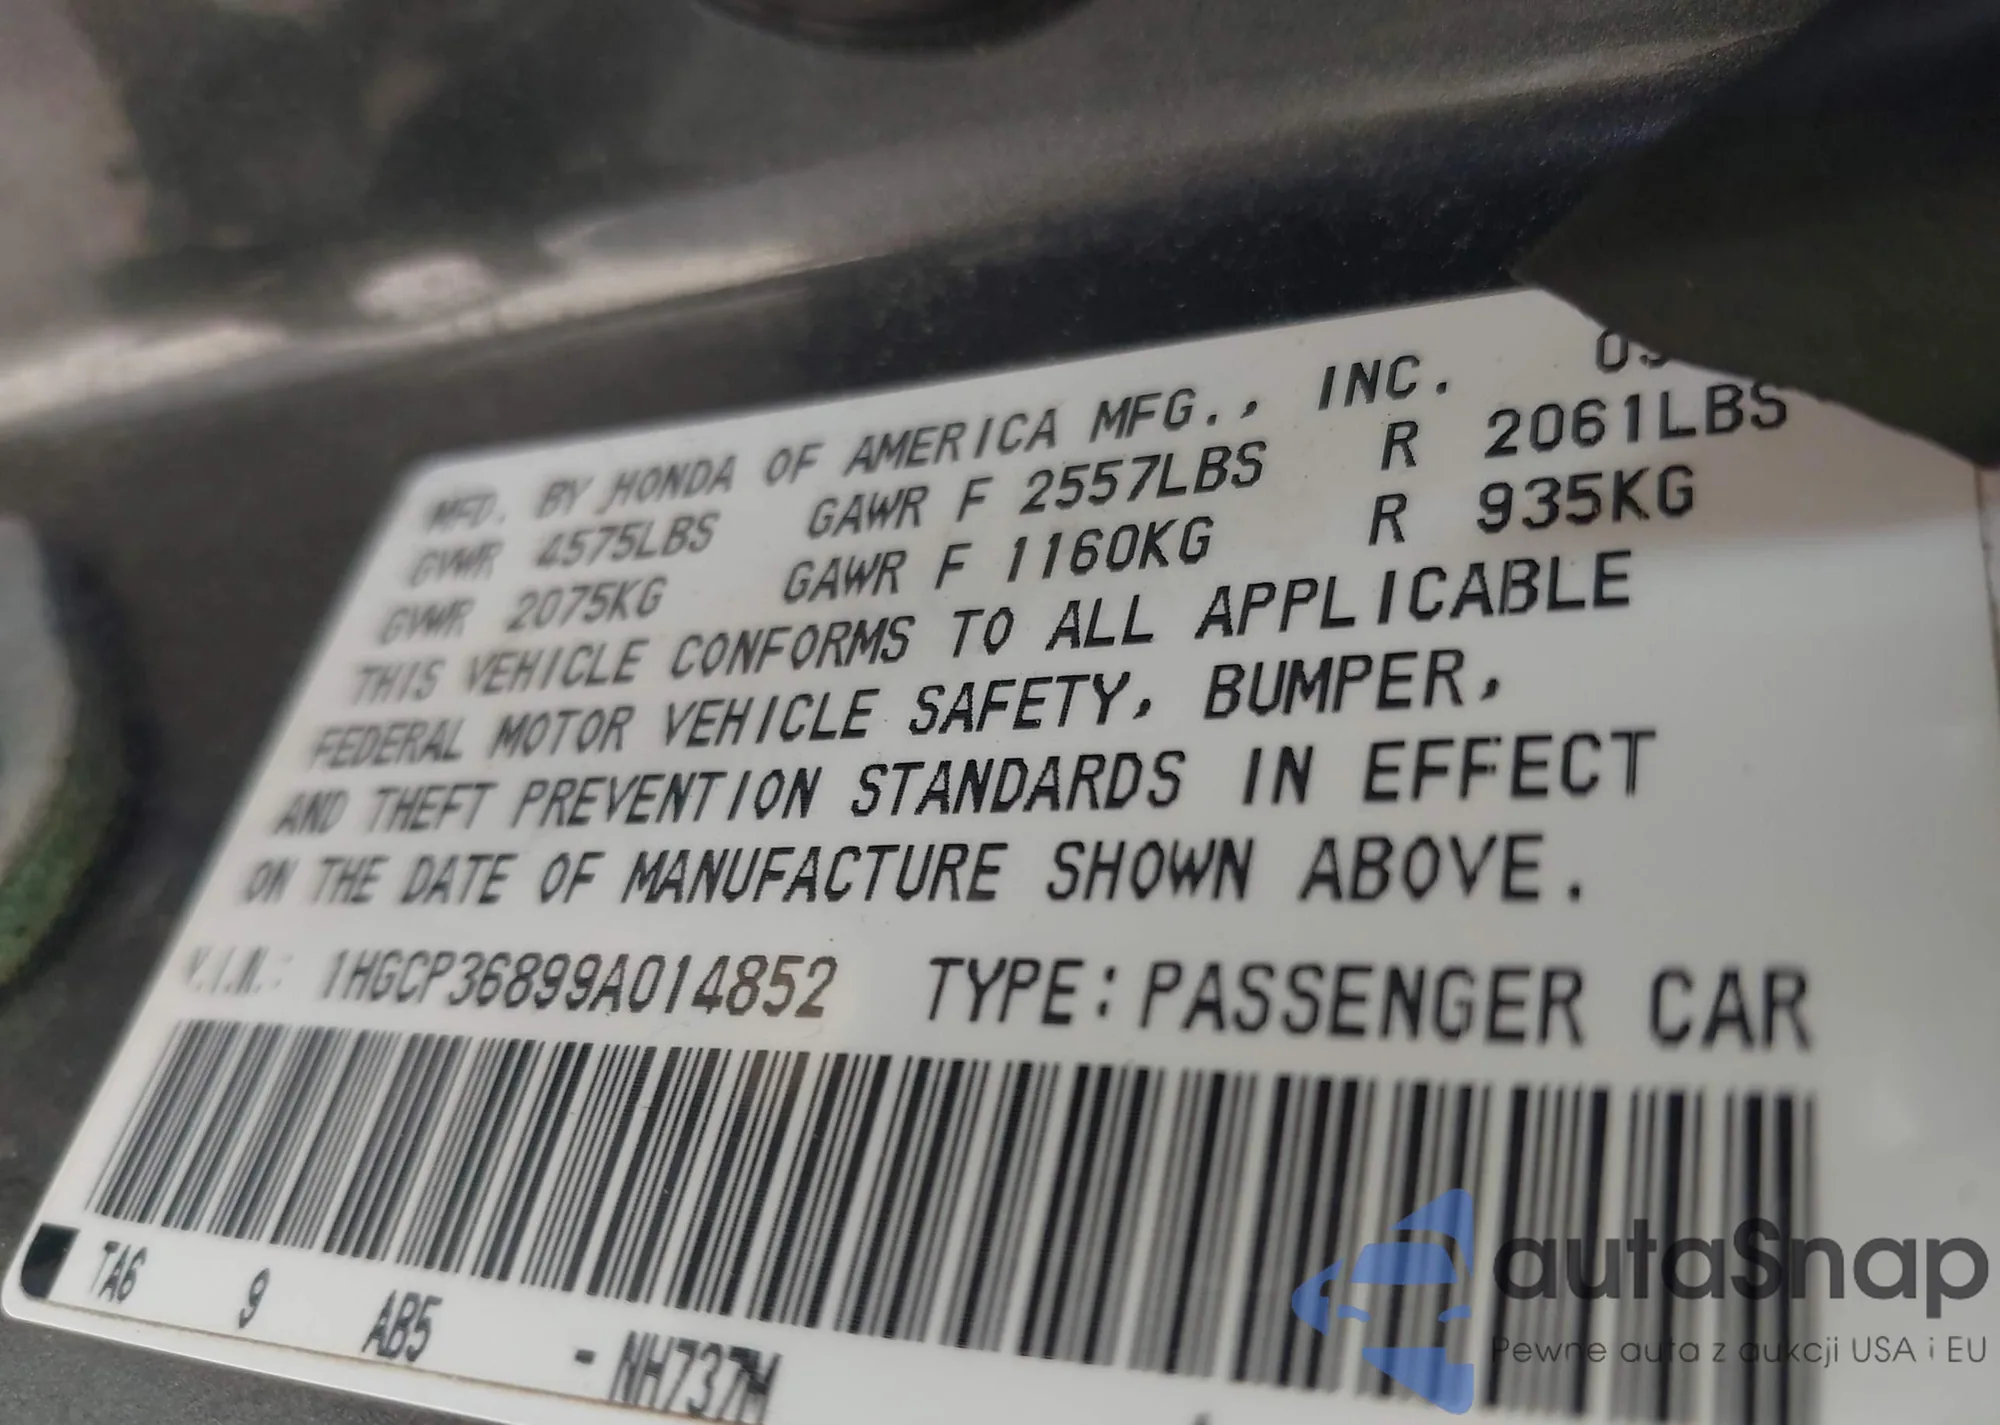 MFD. BY HONDA OF AMERICA MFG., INC.
GVWR 4575LBS GAWR F 2557LBS R 2061LBS
GVWR 2075KG GAWR F 1160KG R 935KG
THIS VEHICLE CONFORMS TO ALL APPLICABLE
FEDERAL MOTOR VEHICLE SAFETY, BUMPER,
AND THEFT PREVENTION STANDARDS IN EFFECT
ON THE DATE OF MANUFACTURE SHOWN ABOVE.
V.I.N.: 1HGCP36899A014852 TYPE:PASSENGER CAR
TA6 9 AB5 - NH737M
autaSnap
Pewne auta z aukcji USA i EU